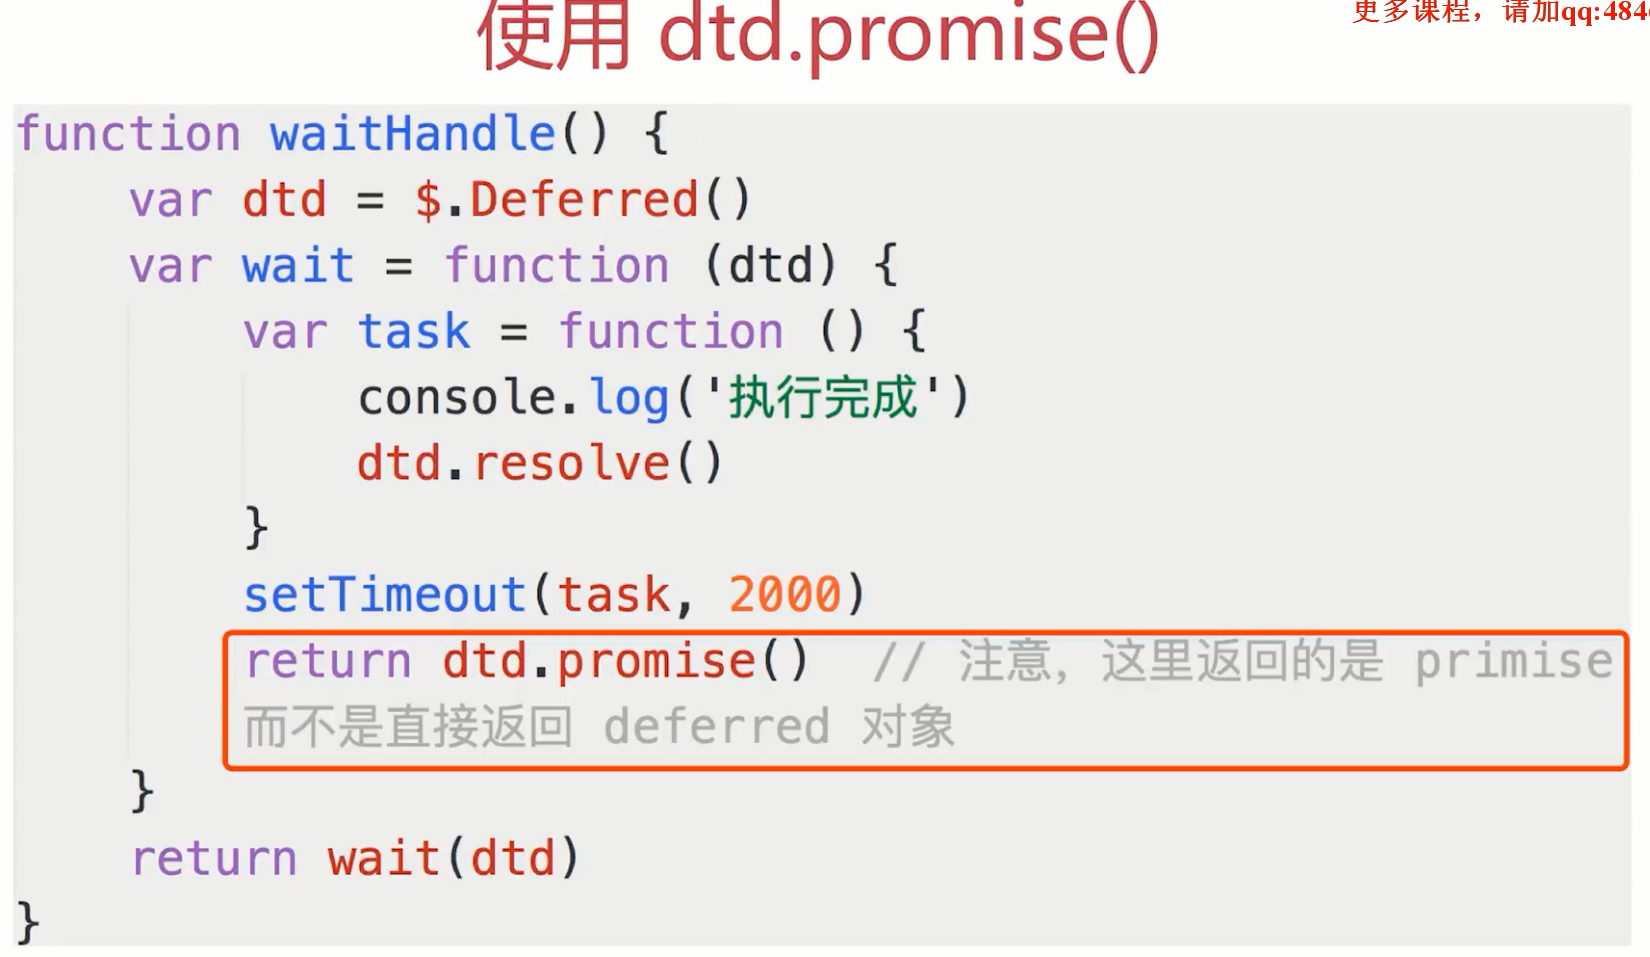 使用 dtd.promise()
更多课程，请加qq:484
function waitHandle() {
    var dtd = $.Deferred()
    var wait = function (dtd) {
        var task = function () {
            console.log('执行完成')
            dtd.resolve()
        }
        setTimeout(task, 2000)
        return dtd.promise()  // 注意，这里返回的是 primise
        而不是直接返回 deferred 对象
    }
    return wait(dtd)
}